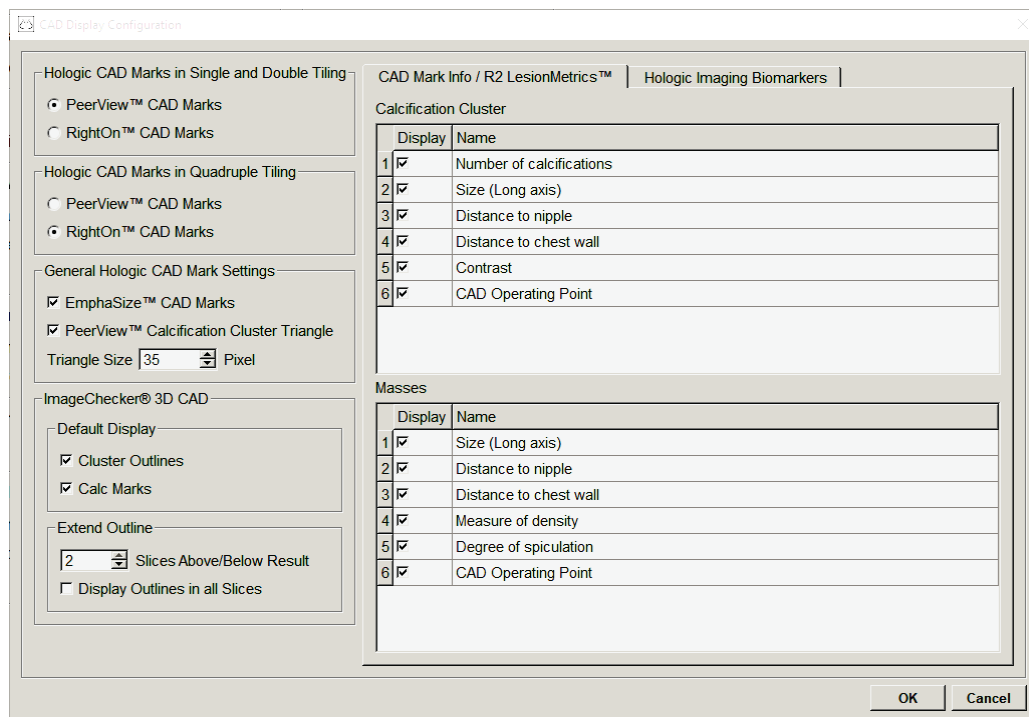 CAD Display Configuration
Hologic CAD Marks in Single and Double Tiling
PeerView™ CAD Marks
RightOn™ CAD Marks
Hologic CAD Marks in Quadruple Tiling
PeerView™ CAD Marks
RightOn™ CAD Marks
General Hologic CAD Mark Settings
EmphaSize™ CAD Marks
PeerView™ Calcification Cluster Triangle
Triangle Size 35 Pixel
ImageChecker® 3D CAD
Default Display
Cluster Outlines
Calc Marks
Extend Outline
2 Slices Above/Below Result
Display Outlines in all Slices
CAD Mark Info / R2 LesionMetrics™ Hologic Imaging Biomarkers
Calcification Cluster
Display Name
1 Number of calcifications
2 Size (Long axis)
3 Distance to nipple
4 Distance to chest wall
5 Contrast
6 CAD Operating Point
Masses
Display Name
1 Size (Long axis)
2 Distance to nipple
3 Distance to chest wall
4 Measure of density
5 Degree of spiculation
6 CAD Operating Point
OK Cancel